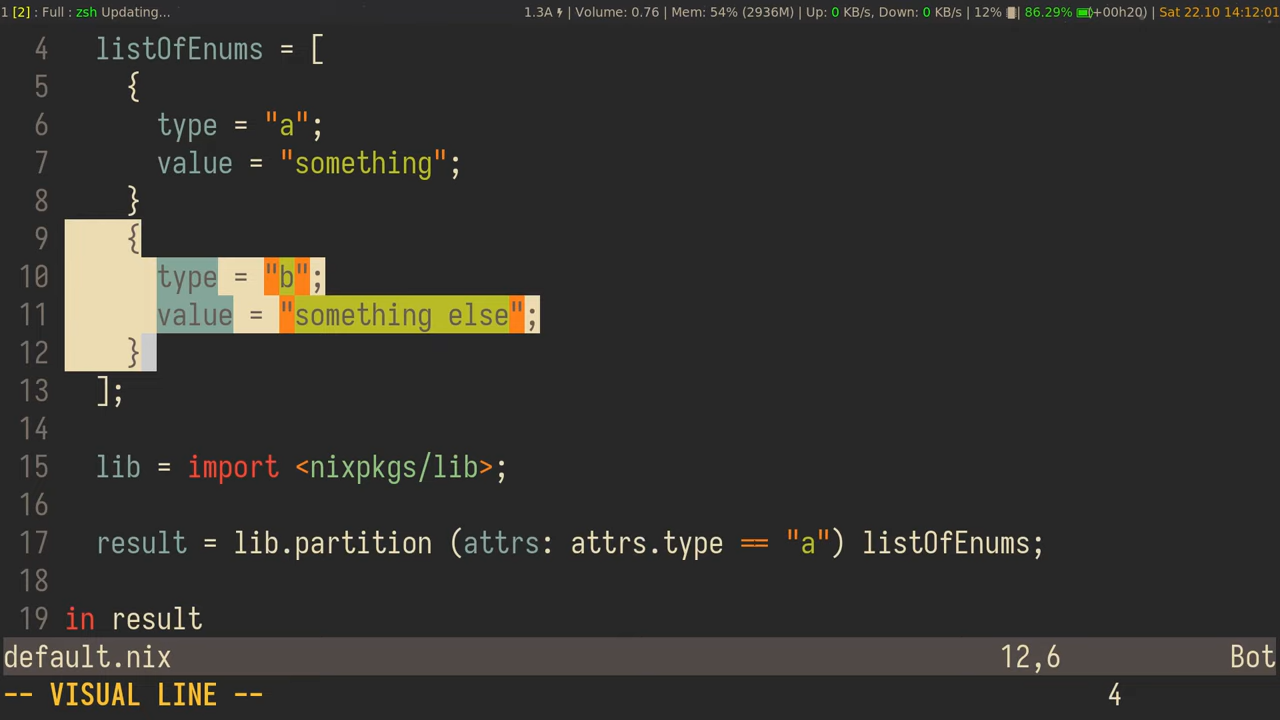 1 [2] : Full : zsh Updating... 1.3A | Volume: 0.76 | Mem: 54% (2936M) | Up: 0 KB/s, Down: 0 KB/s | 12% | 86.29% (+00h20) | Sat 22.10 14:12:01
4 listOfEnums = [
5 {
6 type = "a";
7 value = "something";
8 }
9 {
10 type = "b";
11 value = "something else";
12 }
13 ];
14
15 lib = import <nixpkgs/lib>;
16
17 result = lib.partition (attrs: attrs.type == "a") listOfEnums;
18
19 in result
default.nix 12,6 Bot
-- VISUAL LINE -- 4